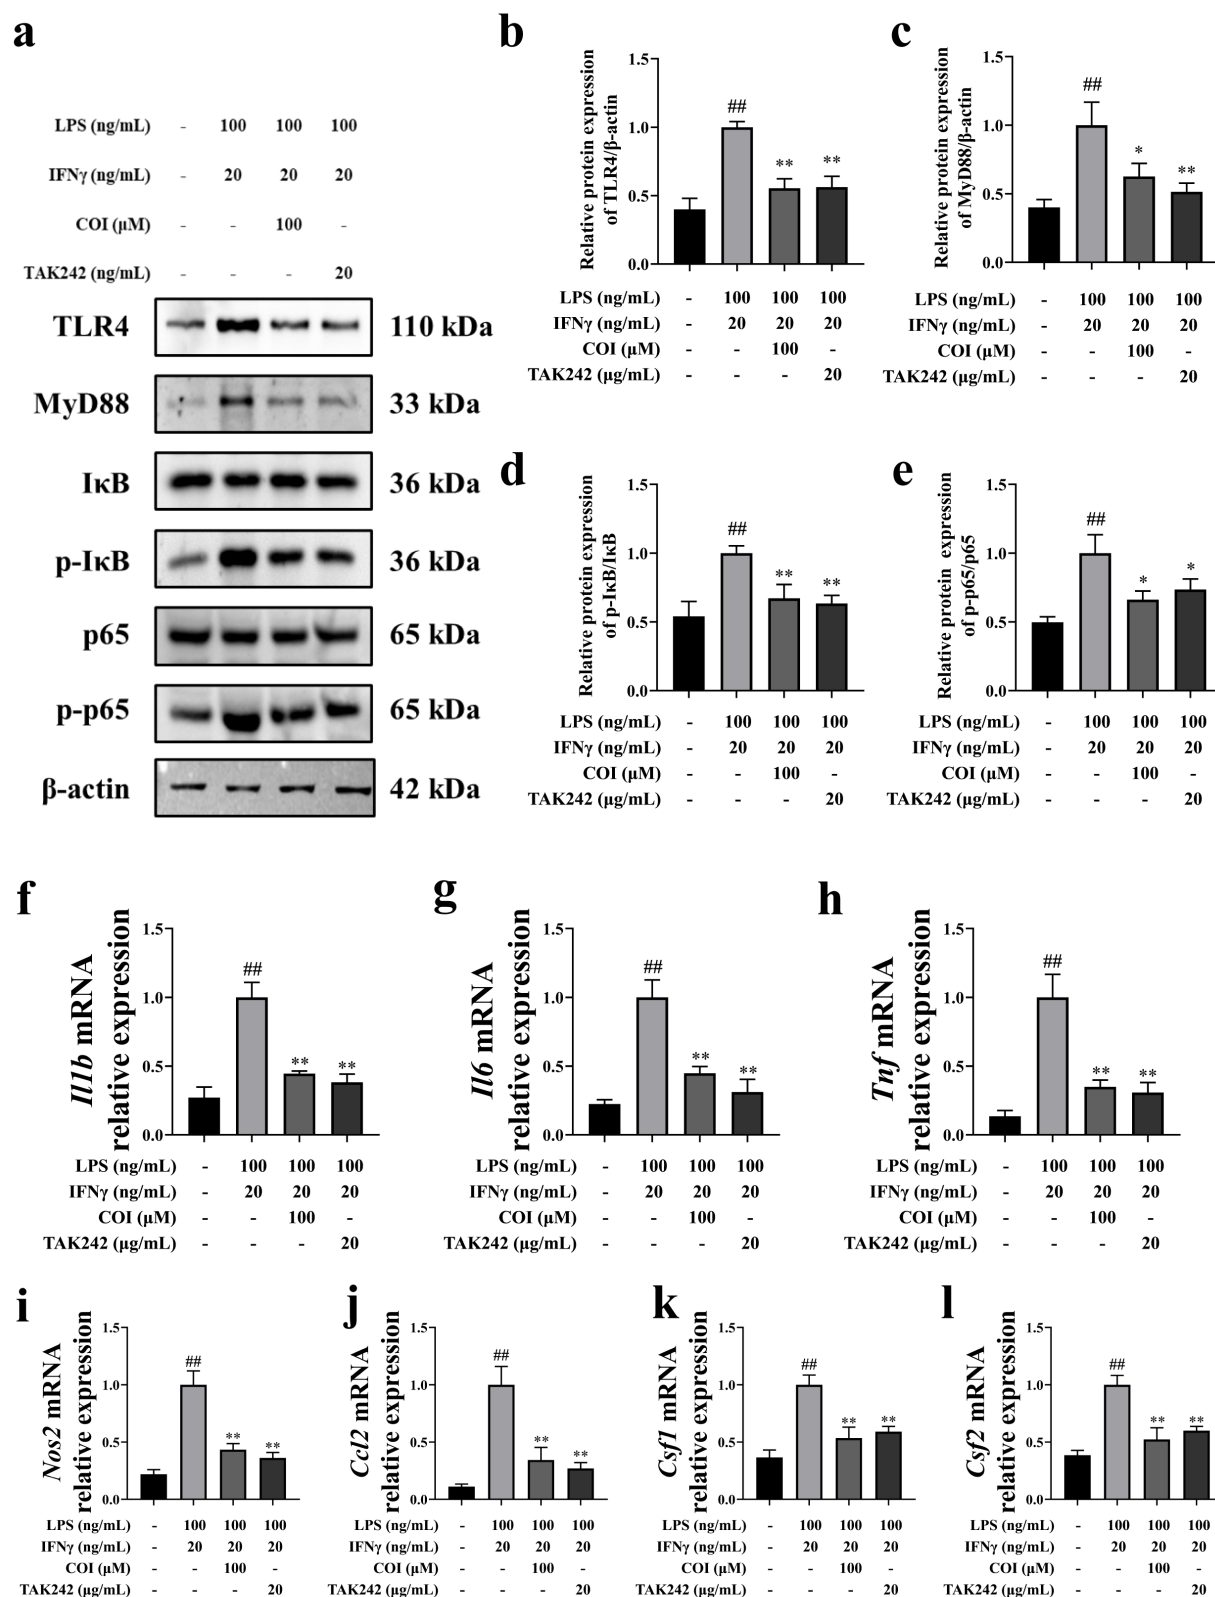 a
LPS (ng/mL) - 100 100 100
IFNγ (ng/mL) - 20 20 20
COI (μM) - - 100 -
TAK242 (ng/mL) - - - 20
TLR4 110 kDa
MyD88 33 kDa
IκB 36 kDa
p-IκB 36 kDa
p65 65 kDa
p-p65 65 kDa
β-actin 42 kDa
b
Relative protein expression
of TLR4/β-actin
1.5
1.0
0.5
0.0
##
**
**
LPS (ng/mL) - 100 100 100
IFNγ (ng/mL) - 20 20 20
COI (μM) - - 100 -
TAK242 (μg/mL) - - - 20
c
Relative protein expression
of MyD88/β-actin
1.5
1.0
0.5
0.0
##
*
**
LPS (ng/mL) - 100 100 100
IFNγ (ng/mL) - 20 20 20
COI (μM) - - 100 -
TAK242 (μg/mL) - - - 20
d
Relative protein expression
of p-IκB/IκB
1.5
1.0
0.5
0.0
##
**
**
LPS (ng/mL) - 100 100 100
IFNγ (ng/mL) - 20 20 20
COI (μM) - - 100 -
TAK242 (μg/mL) - - - 20
e
Relative protein expression
of p-p65/p65
1.5
1.0
0.5
0.0
##
*
*
LPS (ng/mL) - 100 100 100
IFNγ (ng/mL) - 20 20 20
COI (μM) - - 100 -
TAK242 (μg/mL) - - - 20
f
Il1b mRNA
relative expression
1.5
1.0
0.5
0.0
##
**
**
LPS (ng/mL) - 100 100 100
IFNγ (ng/mL) - 20 20 20
COI (μM) - - 100 -
TAK242 (μg/mL) - - - 20
g
Il6 mRNA
relative expression
1.5
1.0
0.5
0.0
##
**
**
LPS (ng/mL) - 100 100 100
IFNγ (ng/mL) - 20 20 20
COI (μM) - - 100 -
TAK242 (μg/mL) - - - 20
h
Tnf mRNA
relative expression
1.5
1.0
0.5
0.0
##
**
**
LPS (ng/mL) - 100 100 100
IFNγ (ng/mL) - 20 20 20
COI (μM) - - 100 -
TAK242 (μg/mL) - - - 20
i
Nos2 mRNA
relative expression
1.5
1.0
0.5
0.0
##
**
**
LPS (ng/mL) - 100 100 100
IFNγ (ng/mL) - 20 20 20
COI (μM) - - 100 -
TAK242 (μg/mL) - - - 20
j
Ccl2 mRNA
relative expression
1.5
1.0
0.5
0.0
##
**
**
LPS (ng/mL) - 100 100 100
IFNγ (ng/mL) - 20 20 20
COI (μM) - - 100 -
TAK242 (μg/mL) - - - 20
k
Csf1 mRNA
relative expression
1.5
1.0
0.5
0.0
##
**
**
LPS (ng/mL) - 100 100 100
IFNγ (ng/mL) - 20 20 20
COI (μM) - - 100 -
TAK242 (μg/mL) - - - 20
l
Csf2 mRNA
relative expression
1.5
1.0
0.5
0.0
##
**
**
LPS (ng/mL) - 100 100 100
IFNγ (ng/mL) - 20 20 20
COI (μM) - - 100 -
TAK242 (μg/mL) - - - 20